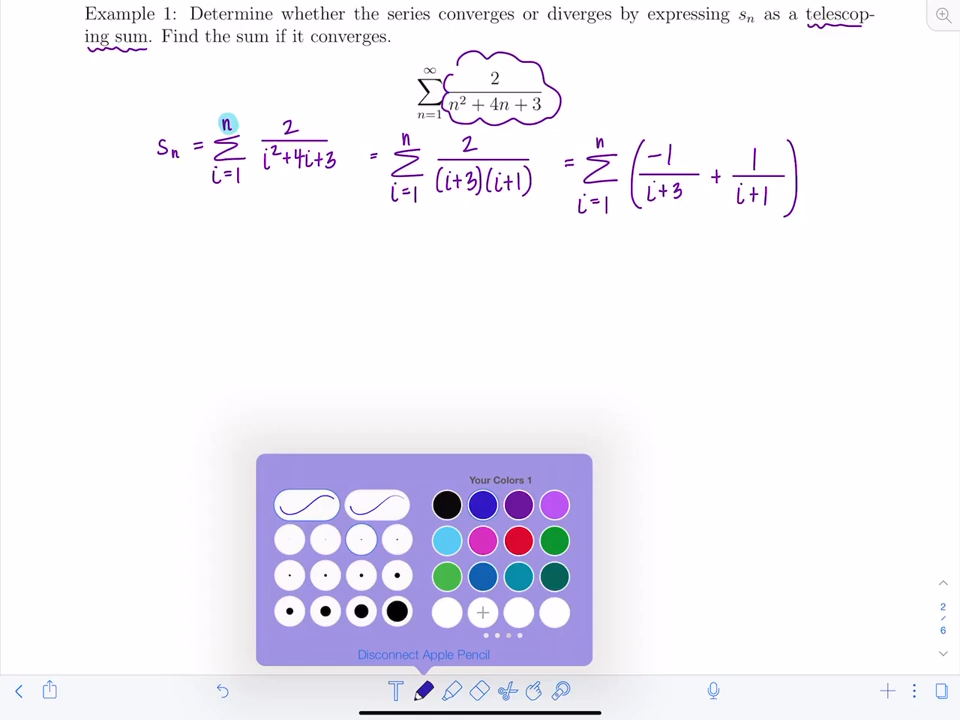 Example 1: Determine whether the series converges or diverges by expressing sₙ as a telescop-
ing sum. Find the sum if it converges.
∑_{n=1}^{∞} 2/(n² + 4n + 3)
Sₙ = ∑_{i=1}^{n} 2/(i²+4i+3) = ∑_{i=1}^{n} 2/((i+3)(i+1)) = ∑_{i=1}^{n} (-1/(i+3) + 1/(i+1))
Your Colors 1
Disconnect Apple Pencil
2
/
6
T